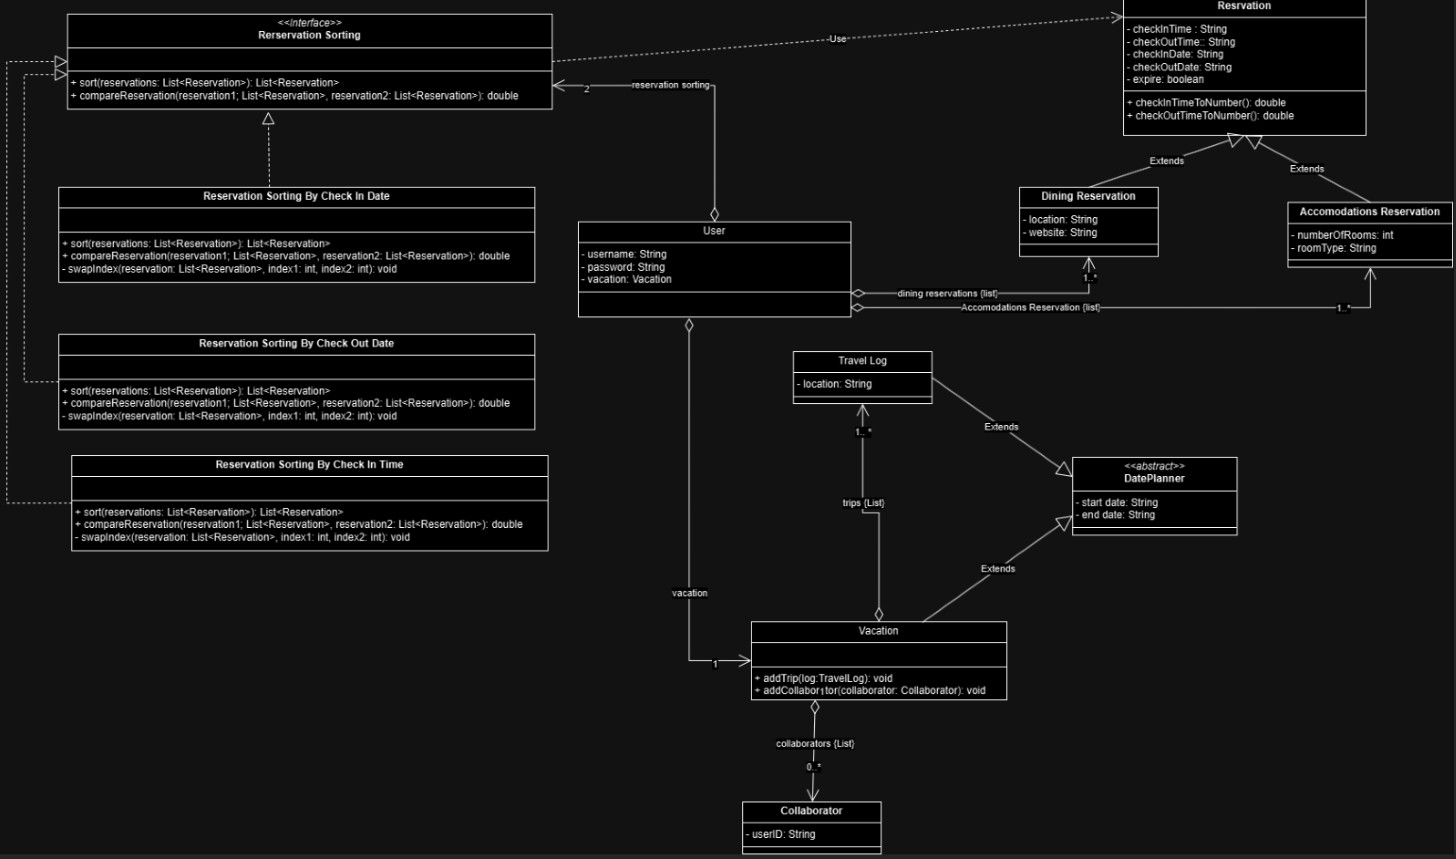 <<interface>>
Rerservation Sorting
+ sort(reservations: List<Reservation>): List<Reservation>
+ compareReservation(reservation1; List<Reservation>, reservation2: List<Reservation>): double
Use
Resrvation
- checkInTime : String
- checkOutTime:: String
- checkInDate: String
- checkOutDate: String
- expire: boolean
+ checkInTimeToNumber(): double
+ checkOutTimeToNumber(): double
2
reservation sorting
Extends
Extends
Reservation Sorting By Check In Date
+ sort(reservations: List<Reservation>): List<Reservation>
+ compareReservation(reservation1; List<Reservation>, reservation2: List<Reservation>): double
- swapIndex(reservation: List<Reservation>, index1: int, index2: int): void
Dining Reservation
- location: String
- website: String
Accomodations Reservation
- numberOfRooms: int
- roomType: String
User
- username: String
- password: String
- vacation: Vacation
1..*
dining reservations {list}
Accomodations Reservation {list}
1..*
Reservation Sorting By Check Out Date
+ sort(reservations: List<Reservation>): List<Reservation>
+ compareReservation(reservation1; List<Reservation>, reservation2: List<Reservation>): double
- swapIndex(reservation: List<Reservation>, index1: int, index2: int): void
Travel Log
- location: String
1.. *
Extends
Reservation Sorting By Check In Time
+ sort(reservations: List<Reservation>): List<Reservation>
+ compareReservation(reservation1; List<Reservation>, reservation2: List<Reservation>): double
- swapIndex(reservation: List<Reservation>, index1: int, index2: int): void
<<abstract>>
DatePlanner
- start date: String
- end date: String
trips {List}
Extends
vacation
1
Vacation
+ addTrip(log:TravelLog): void
+ addCollaborator(collaborator: Collaborator): void
collaborators {List}
0..*
Collaborator
- userID: String